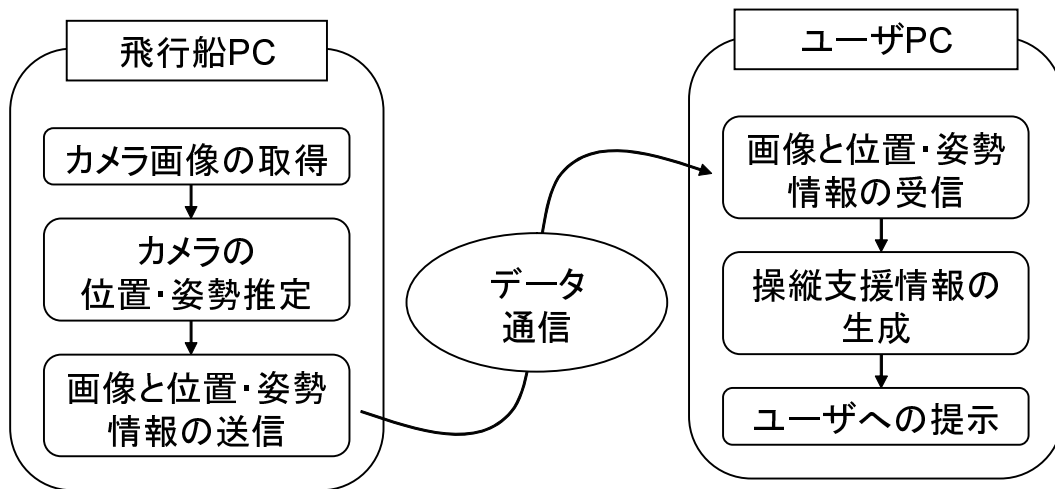 飛行船PC
カメラ画像の取得
カメラの
位置・姿勢推定
画像と位置・姿勢
情報の送信
データ
通信
ユーザPC
画像と位置・姿勢
情報の受信
操縦支援情報の
生成
ユーザへの提示